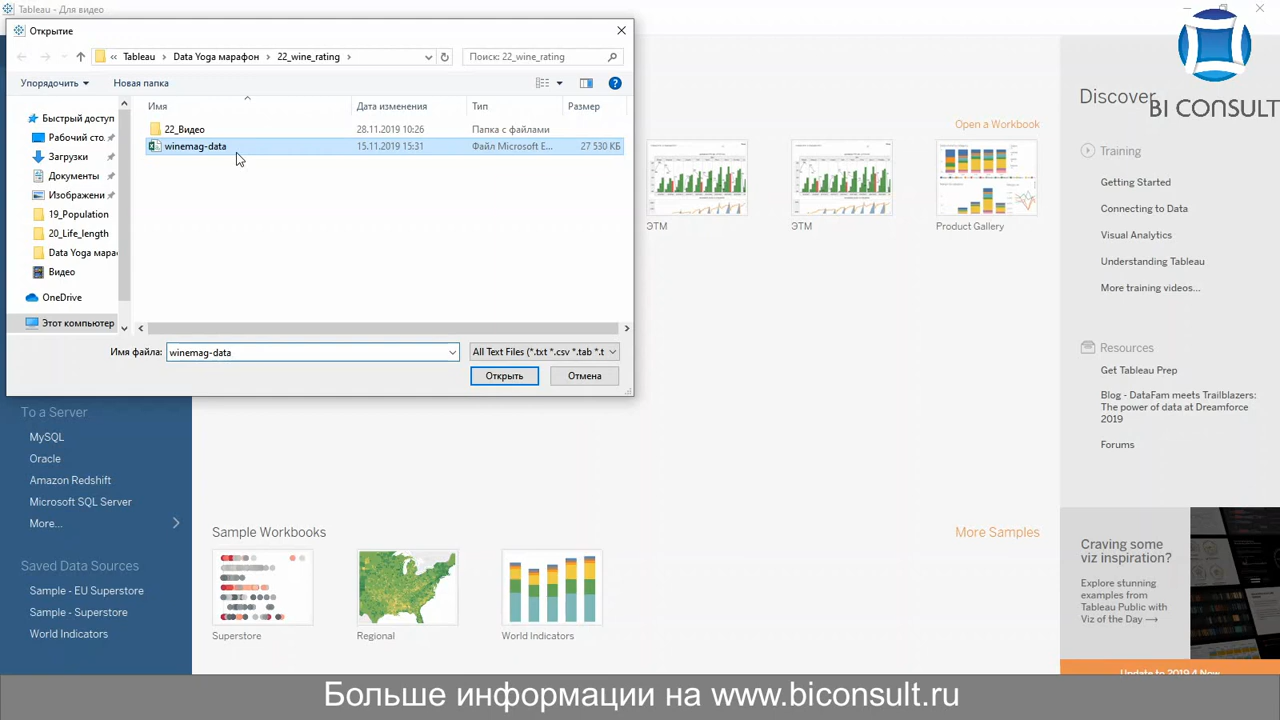 Tableau - Для видео
Открытие
« Tableau › Data Yoga марафон › 22_wine_rating ›
Поиск: 22_wine_rating
Упорядочить
Новая папка
Имя
Дата изменения
Тип
Размер
22_Видео
28.11.2019 10:26
Папка с файлами
winemag-data
15.11.2019 15:31
Файл Microsoft E...
27 530 КБ
Быстрый доступ
Рабочий сто.
Загрузки
Документы
Изображени
19_Population
20_Life_length
Data Yoga мара
Видео
OneDrive
Этот компьютер
Имя файла:
winemag-data
All Text Files (*.txt *.csv *.tab *.t
Открыть
Отмена
To a Server
MySQL
Oracle
Amazon Redshift
Microsoft SQL Server
More...
Saved Data Sources
Sample - EU Superstore
Sample - Superstore
World Indicators
Open a Workbook
ЭТМ
ЭТМ
Product Gallery
Sample Workbooks
More Samples
Superstore
Regional
World Indicators
Discover
BI CONSULT
Training
Getting Started
Connecting to Data
Visual Analytics
Understanding Tableau
More training videos...
Resources
Get Tableau Prep
Blog - DataFam meets Trailblazers:
The power of data at Dreamforce
2019
Forums
Craving some
viz inspiration?
Explore stunning
examples from
Tableau Public with
Viz of the Day
Update to 2019.4 Now
Больше информации на www.biconsult.ru